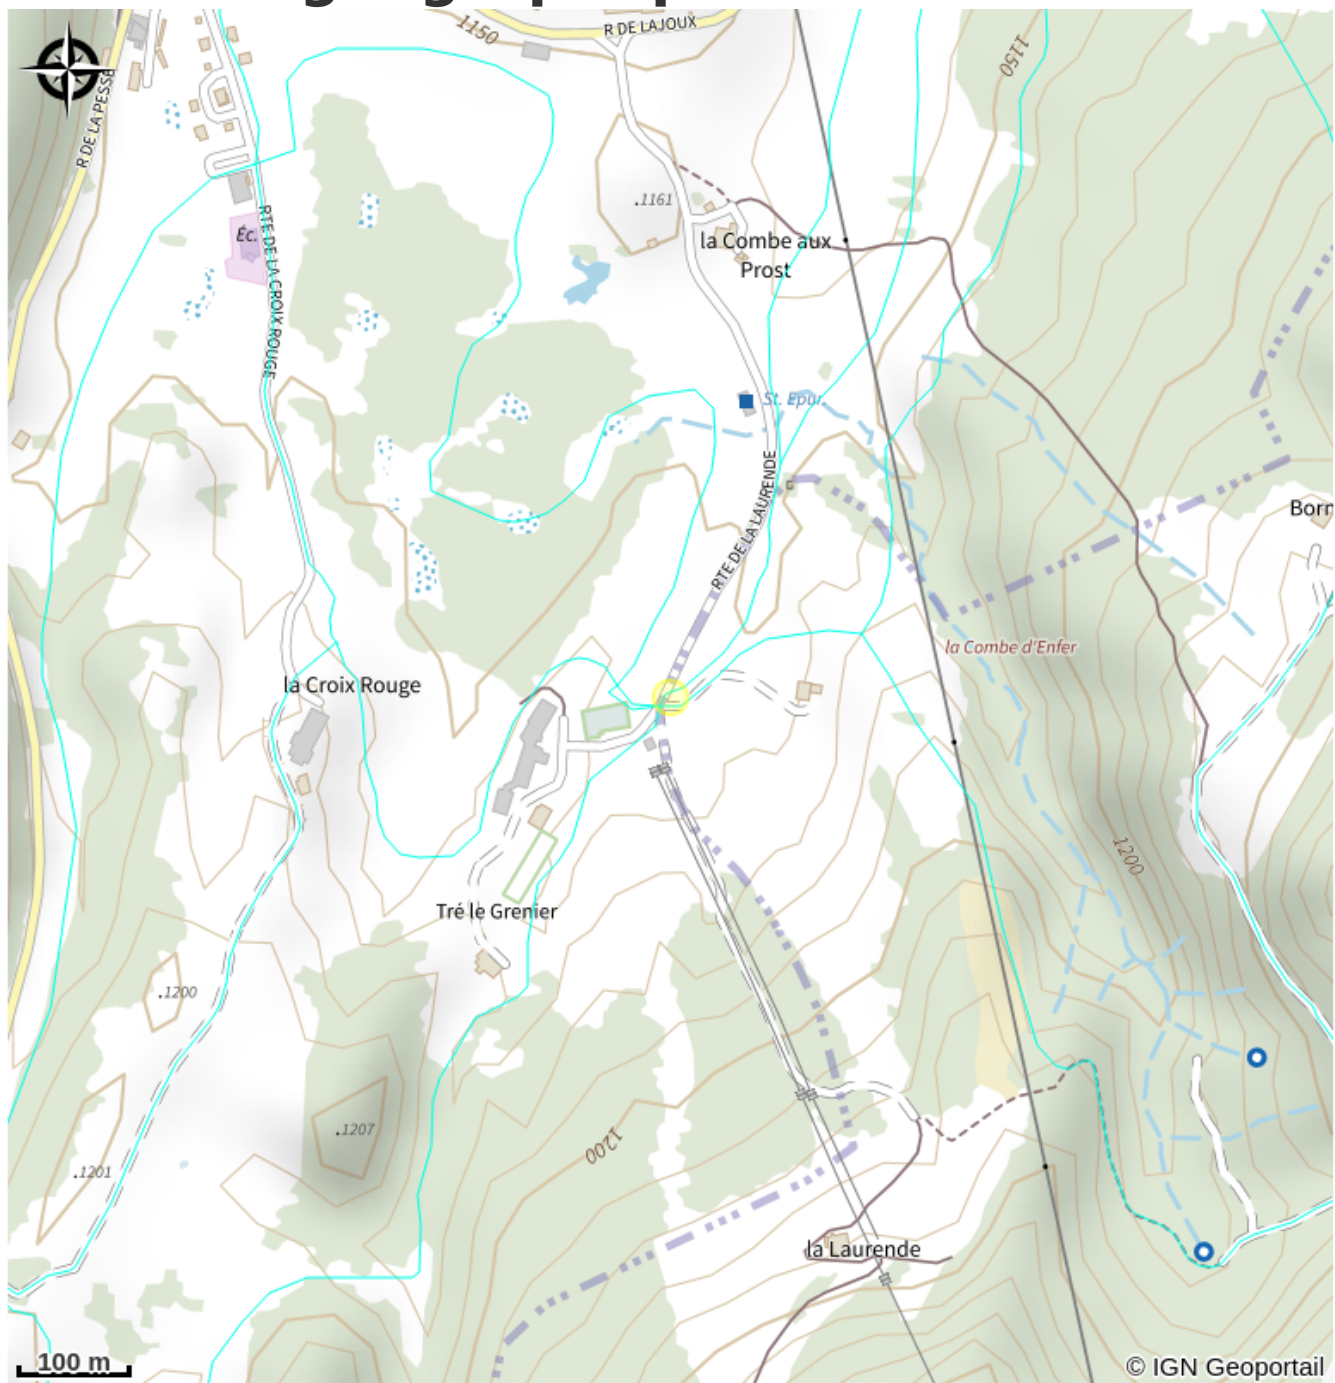 1150
R DE LAJOUX
1150
R DE LA PESSE
.1161
RTE DE LA CROIX ROUGE
Éc.
la Combe aux
Prost
St. Epur.
RTE DE LA LAURENDE
Born
la Combe d'Enfer
la Croix Rouge
1200
Tré le Grenier
.1200
.1207
1200
.1201
la Laurende
100 m
© IGN Geoportail